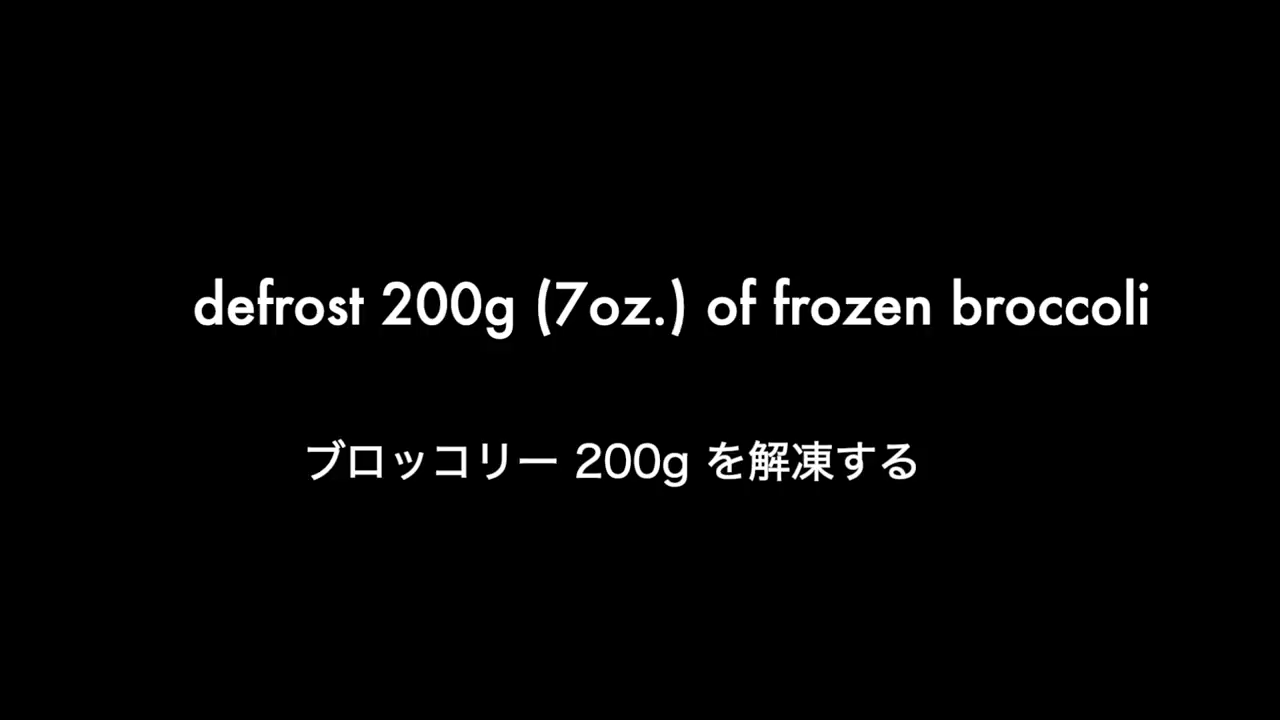 defrost 200g (7oz.) of frozen broccoli
ブロッコリー 200g を解凍する